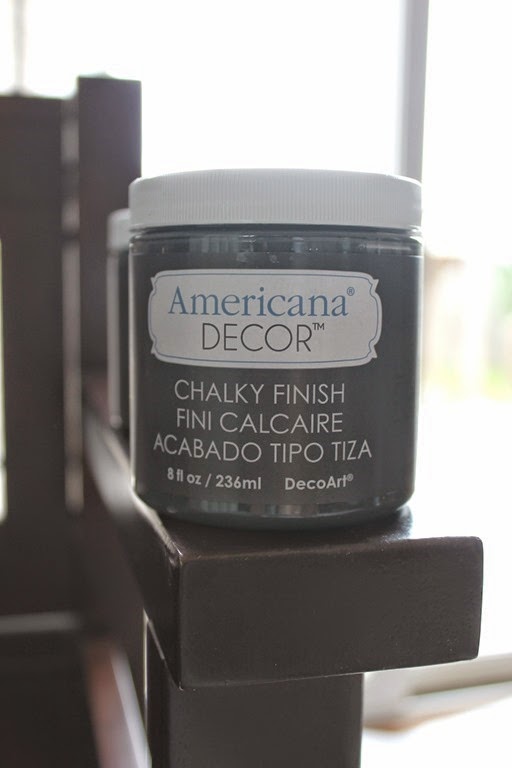 Americana®
DECOR™
CHALKY FINISH
FINI CALCAIRE
ACABADO TIPO TIZA
8 fl oz / 236ml DecoArt®